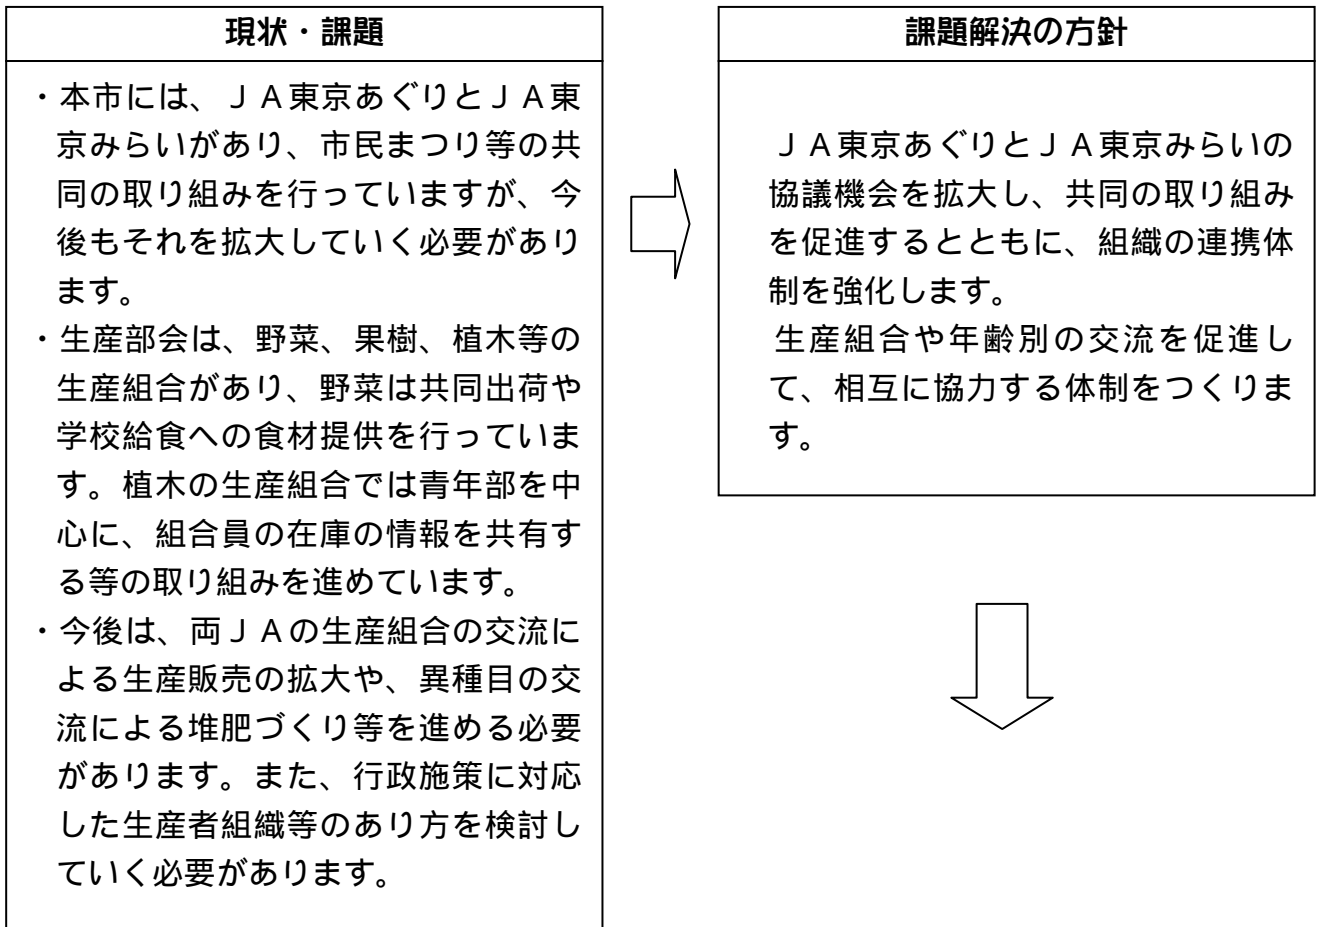 現状・課題
・本市には、ＪＡ東京あぐりとＪＡ東
京みらいがあり、市民まつり等の共
同の取り組みを行っていますが、今
後もそれを拡大していく必要があり
ます。
・生産部会は、野菜、果樹、植木等の
生産組合があり、野菜は共同出荷や
学校給食への食材提供を行っていま
す。植木の生産組合では青年部を中
心に、組合員の在庫の情報を共有す
る等の取り組みを進めています。
・今後は、両ＪＡの生産組合の交流に
よる生産販売の拡大や、異種目の交
流による堆肥づくり等を進める必要
があります。また、行政施策に対応
した生産者組織等のあり方を検討し
ていく必要があります。
課題解決の方針
ＪＡ東京あぐりとＪＡ東京みらいの
協議機会を拡大し、共同の取り組み
を促進するとともに、組織の連携体
制を強化します。
生産組合や年齢別の交流を促進し
て、相互に協力する体制をつくりま
す。